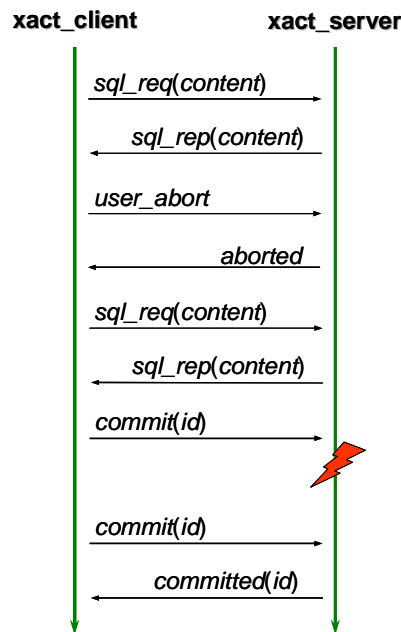 xact_client xact_server
sql_req(content)
sql_rep(content)
user_abort
aborted
sql_req(content)
sql_rep(content)
commit(id)
commit(id)
committed(id)